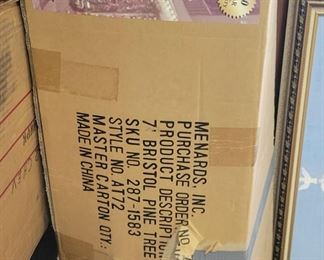 MENARDS, INC.
PURCHASE ORDER NO
PRODUCT DESCRIPTION
7' BRISTOL PINE TREE
SKU NO. 287-1583
STYLE NO. A172
MASTER CARTON QTY.:
MADE IN CHINA